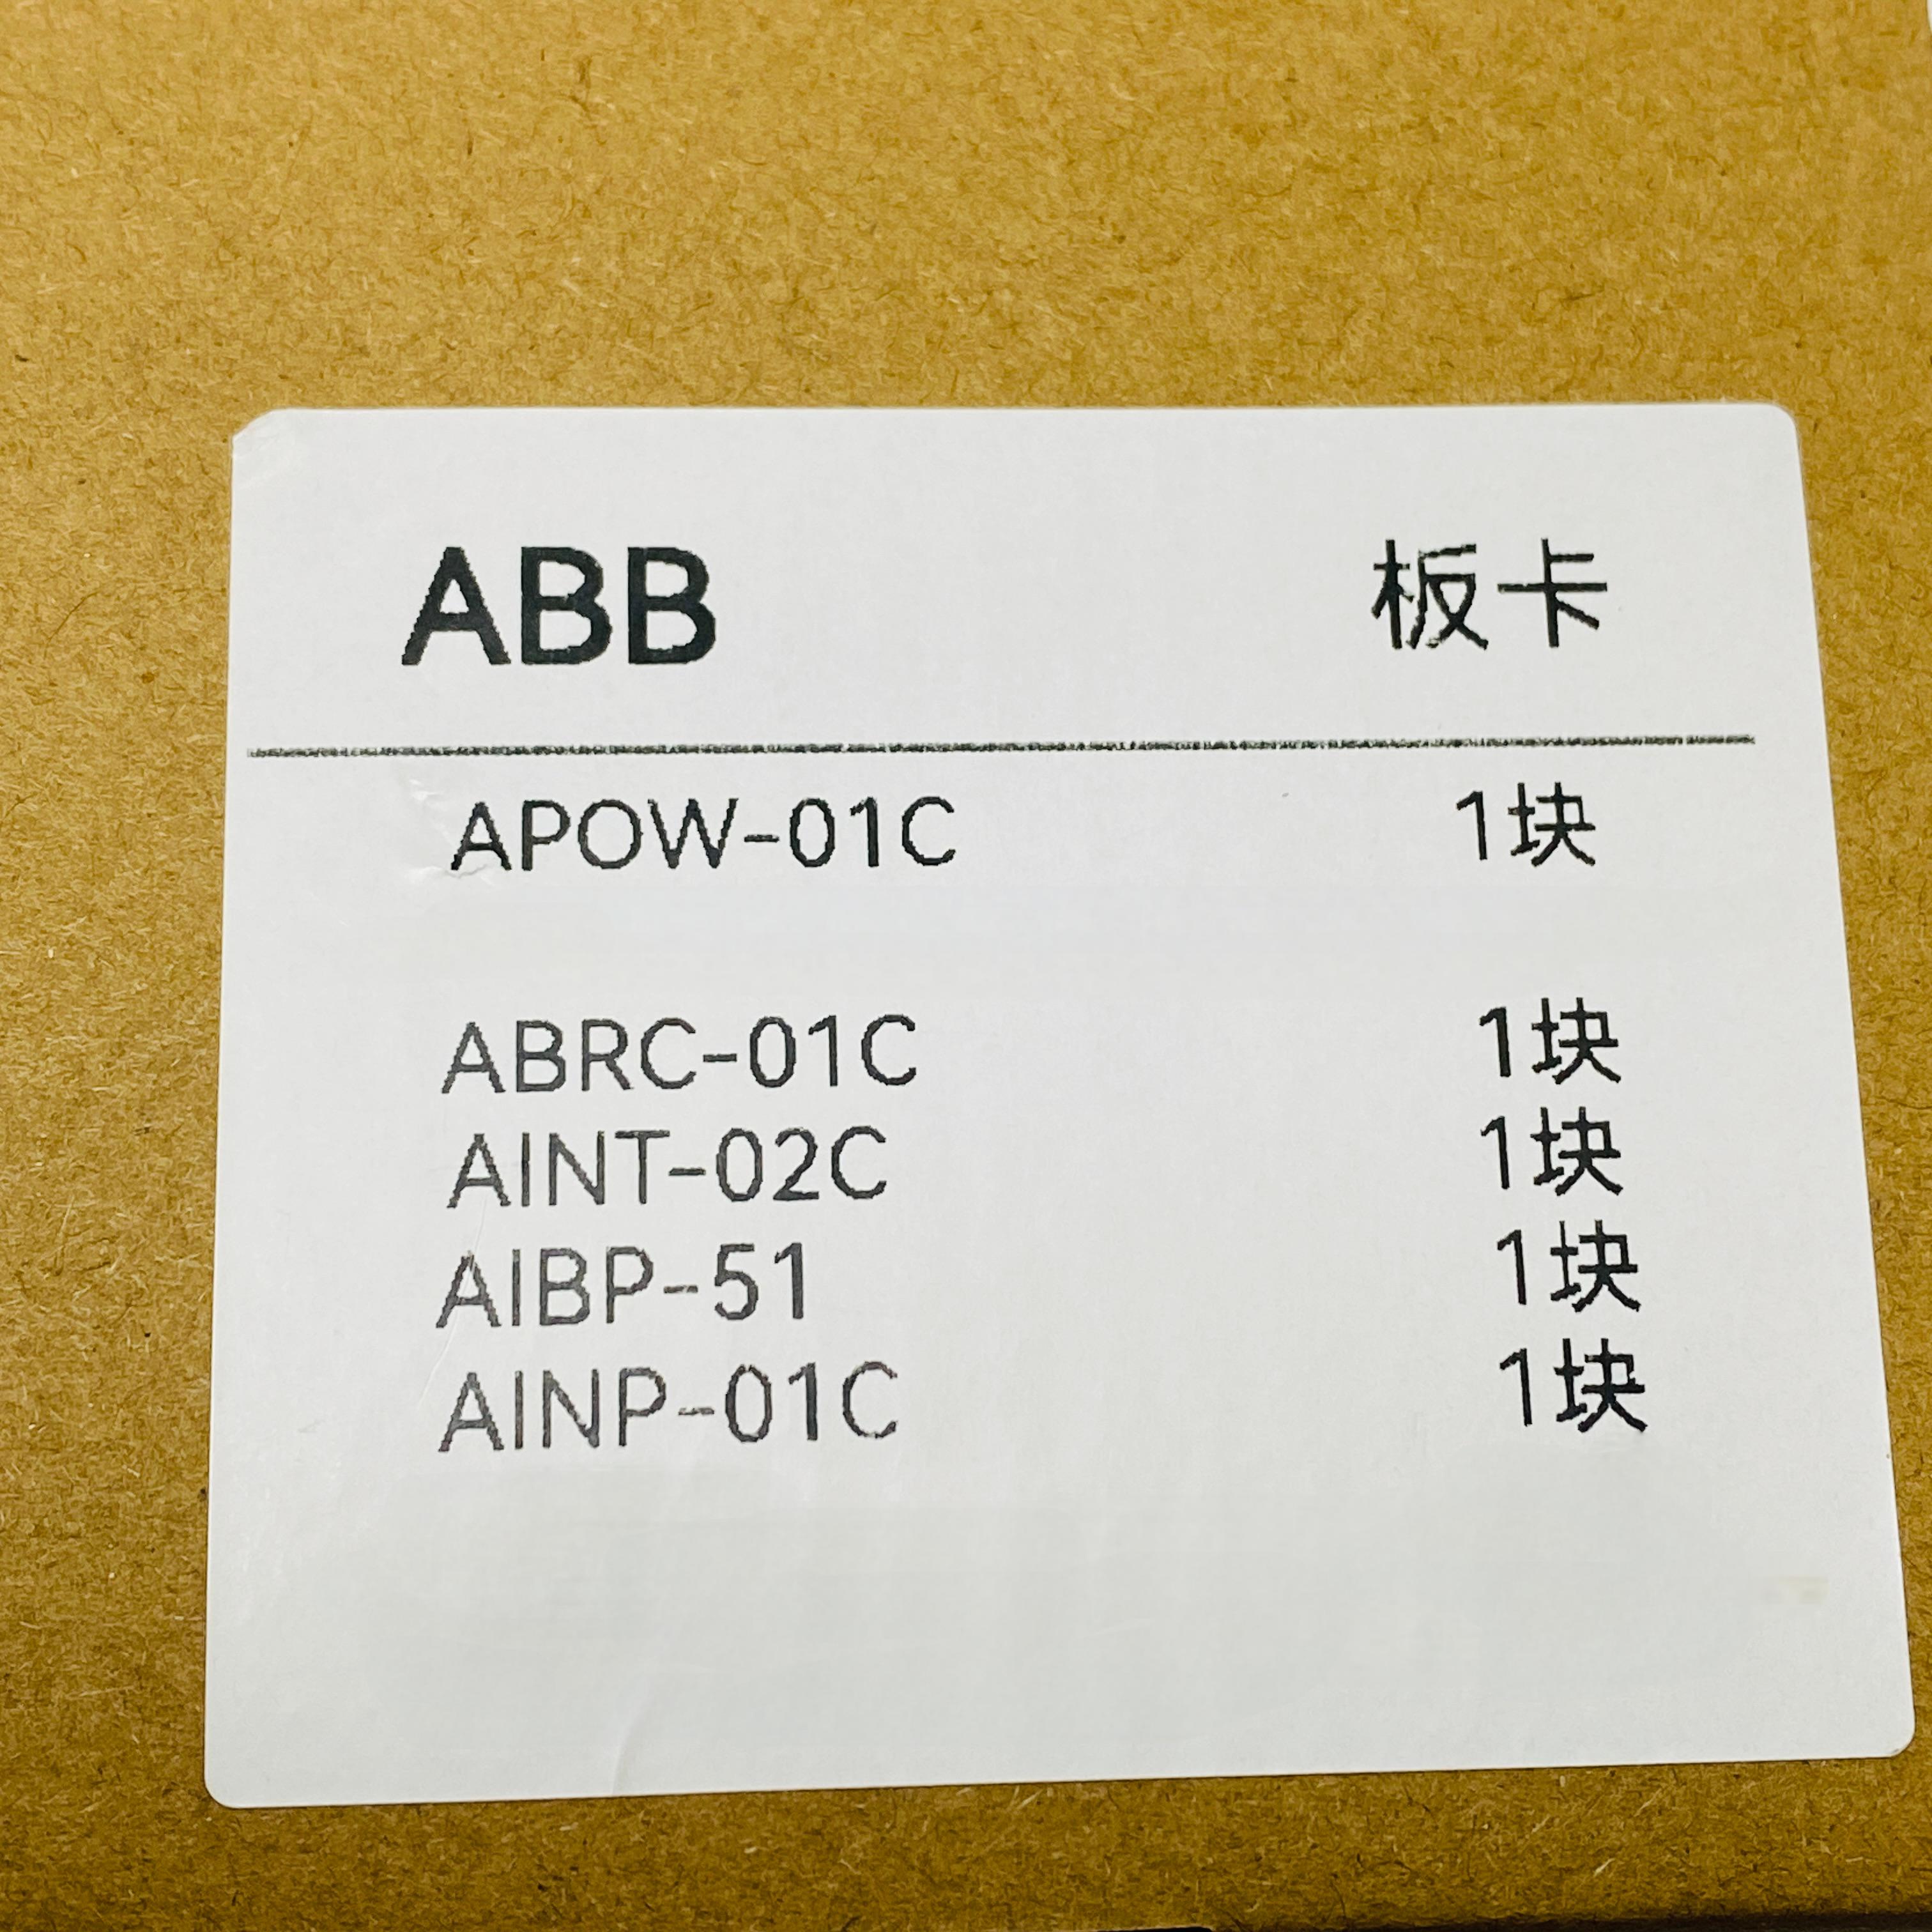 ABB 板卡
APOW-01C 1块
ABRC-01C 1块
AINT-02C 1块
AIBP-51 1块
AINP-01C 1块